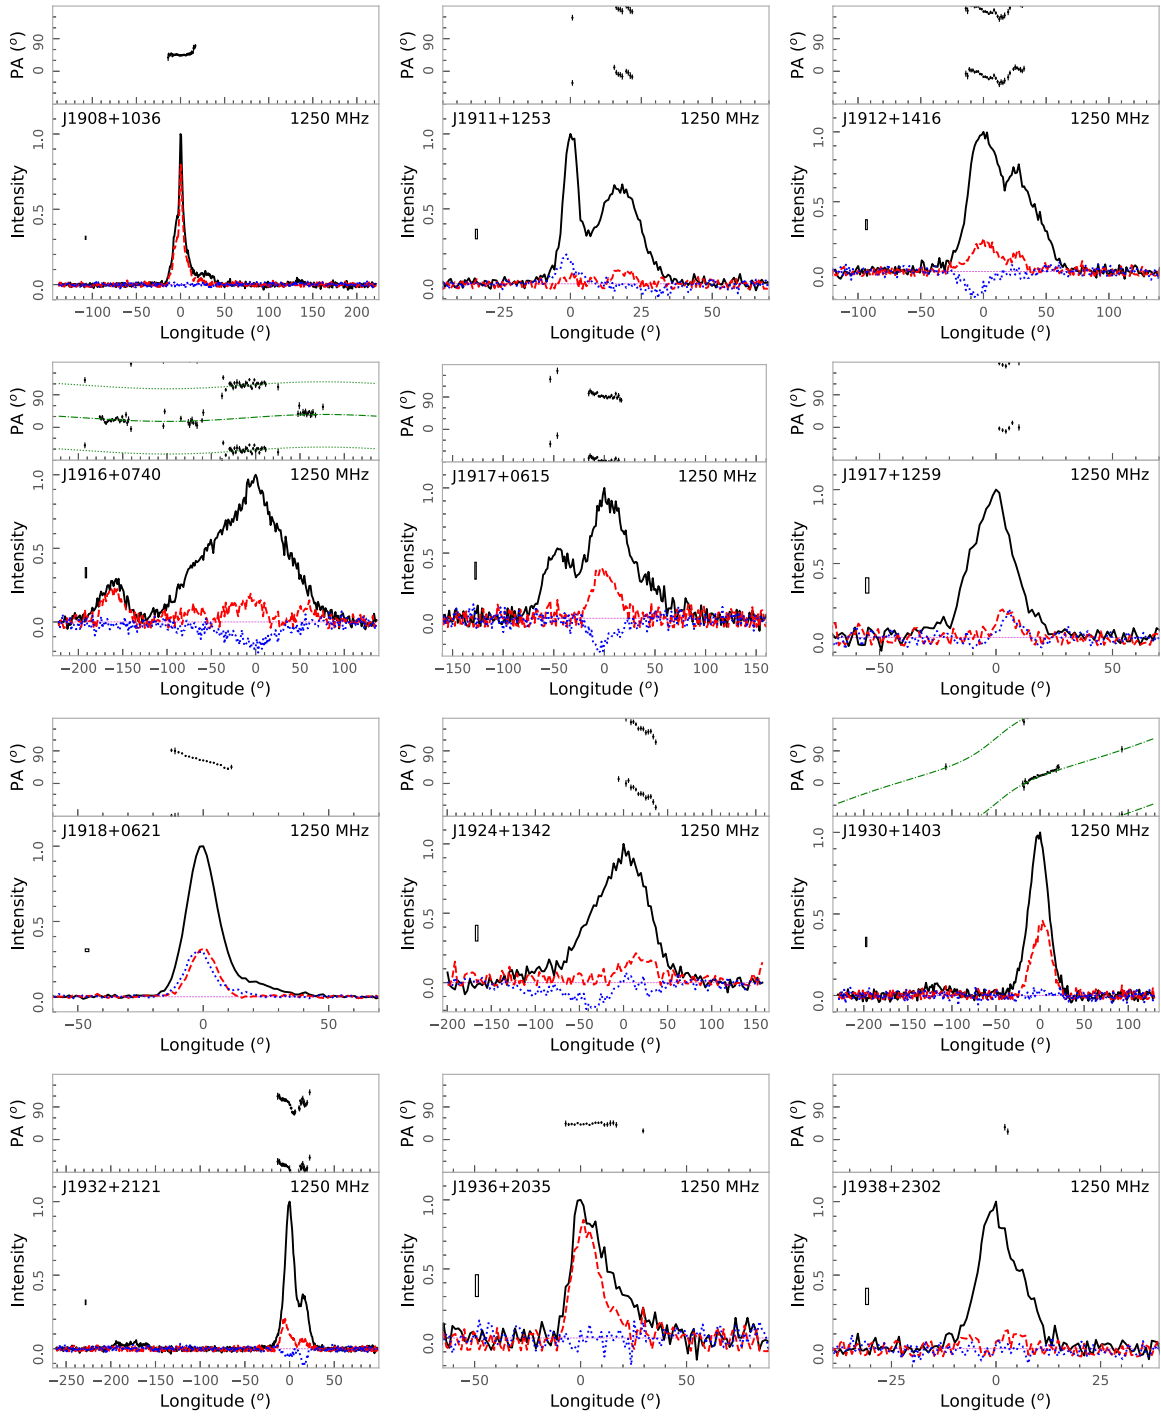 PA (°) 90 0
PA (°) 90 0
PA (°) 90 0
J1908+1036 1250 MHz
J1911+1253 1250 MHz
J1912+1416 1250 MHz
Intensity 1.0 0.5 0.0
Intensity 1.0 0.5 0.0
Intensity 1.0 0.5 0.0
−100 −50 0 50 100 150 200
−25 0 25 50
−100 −50 0 50 100
Longitude (°)
Longitude (°)
Longitude (°)
PA (°) 90 0
PA (°) 90 0
PA (°) 90 0
J1916+0740 1250 MHz
J1917+0615 1250 MHz
J1917+1259 1250 MHz
Intensity 1.0 0.5 0.0
Intensity 1.0 0.5 0.0
Intensity 1.0 0.5 0.0
−200 −150 −100 −50 0 50 100
−150 −100 −50 0 50 100 150
−50 0 50
Longitude (°)
Longitude (°)
Longitude (°)
PA (°) 90 0
PA (°) 90 0
PA (°) 90 0
J1918+0621 1250 MHz
J1924+1342 1250 MHz
J1930+1403 1250 MHz
Intensity 1.0 0.5 0.0
Intensity 1.0 0.5 0.0
Intensity 1.0 0.5 0.0
−50 0 50
−200 −150 −100 −50 0 50 100 150
−200 −150 −100 −50 0 50 100
Longitude (°)
Longitude (°)
Longitude (°)
PA (°) 90 0
PA (°) 90 0
PA (°) 90 0
J1932+2121 1250 MHz
J1936+2035 1250 MHz
J1938+2302 1250 MHz
Intensity 1.0 0.5 0.0
Intensity 1.0 0.5 0.0
Intensity 1.0 0.5 0.0
−250 −200 −150 −100 −50 0 50 100
−50 0 50
−25 0 25
Longitude (°)
Longitude (°)
Longitude (°)